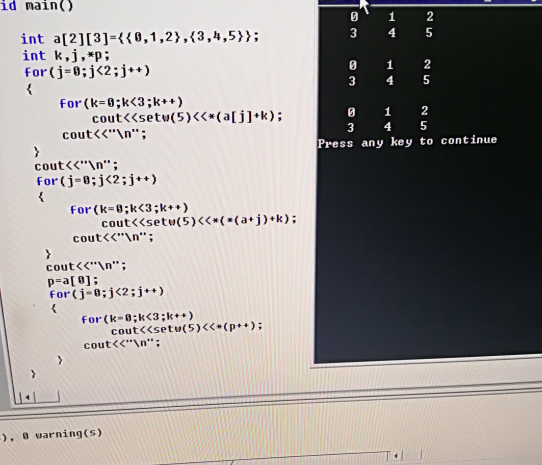 id main()
int a[2][3]={{0,1,2},{3,4,5}};
int k,j,*p;
for(j=0;j<2;j++)
{
for(k=0;k<3;k++)
cout<<setw(5)<<*(a[j]+k);
cout<<"\n";
}
cout<<"\n";
for(j=0;j<2;j++)
{
for(k=0;k<3;k++)
cout<<setw(5)<<*(*(a+j)+k);
cout<<"\n";
}
cout<<"\n";
p=a[0];
for(j=0;j<2;j++)
{
for(k=0;k<3;k++)
cout<<setw(5)<<*(p++);
cout<<"\n";
}
}
), 0 warning(s)
0 1 2
3 4 5
0 1 2
3 4 5
0 1 2
3 4 5
Press any key to continue